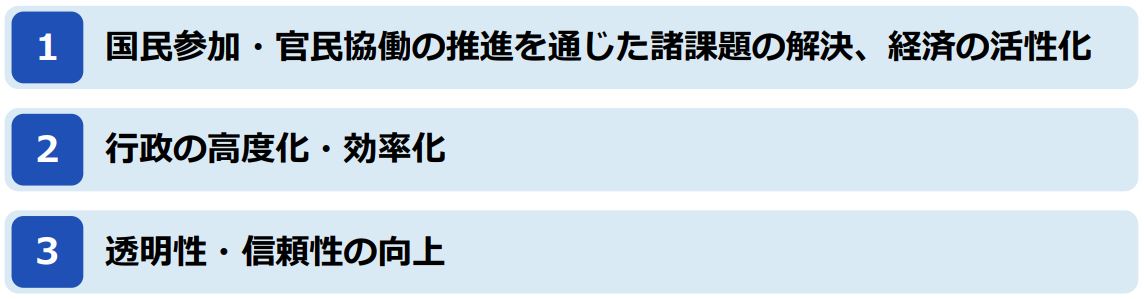 1 国民参加・官民協働の推進を通じた諸課題の解決、経済の活性化
2 行政の高度化・効率化
3 透明性・信頼性の向上